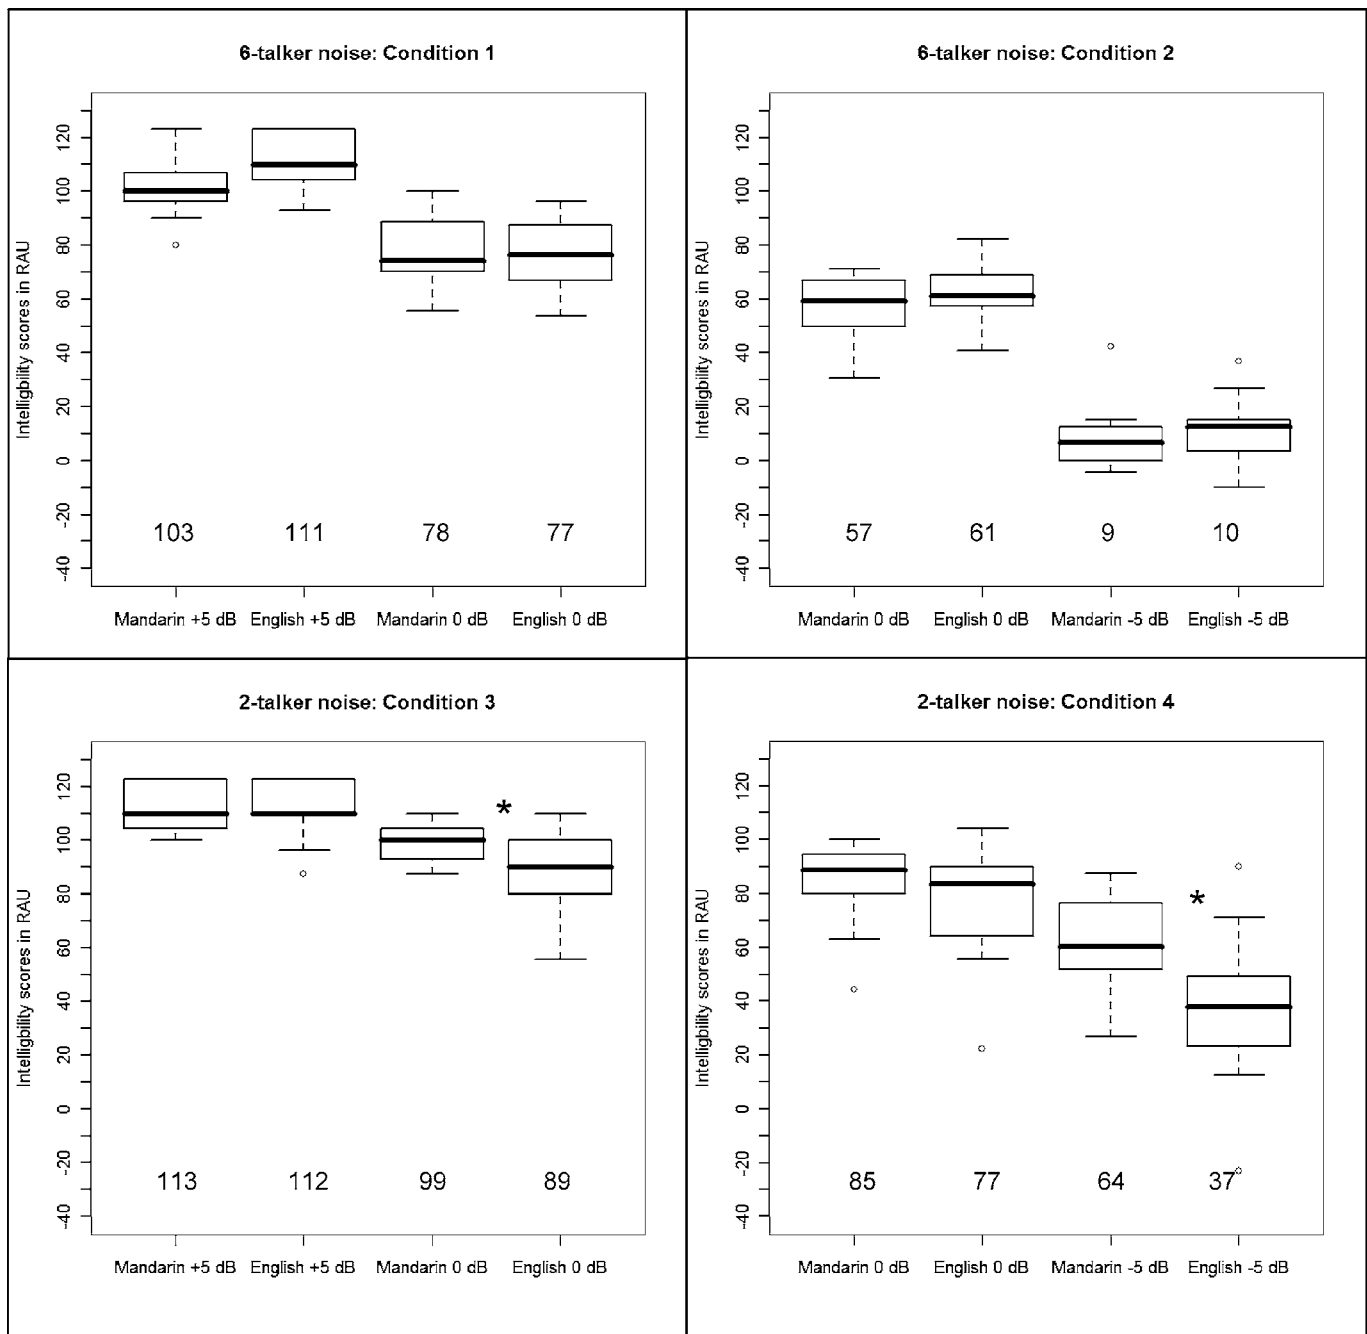 6-talker noise: Condition 1
Intelligbility scores in RAU
120
100
80
60
40
20
0
-20
-40
103 111 78 77
Mandarin +5 dB English +5 dB Mandarin 0 dB English 0 dB
6-talker noise: Condition 2
Intelligbility scores in RAU
120
100
80
60
40
20
0
-20
-40
57 61 9 10
Mandarin 0 dB English 0 dB Mandarin -5 dB English -5 dB
2-talker noise: Condition 3
Intelligbility scores in RAU
120
100
80
60
40
20
0
-20
-40
*
113 112 99 89
Mandarin +5 dB English +5 dB Mandarin 0 dB English 0 dB
2-talker noise: Condition 4
Intelligbility scores in RAU
120
100
80
60
40
20
0
-20
-40
*
85 77 64 37
Mandarin 0 dB English 0 dB Mandarin -5 dB English -5 dB